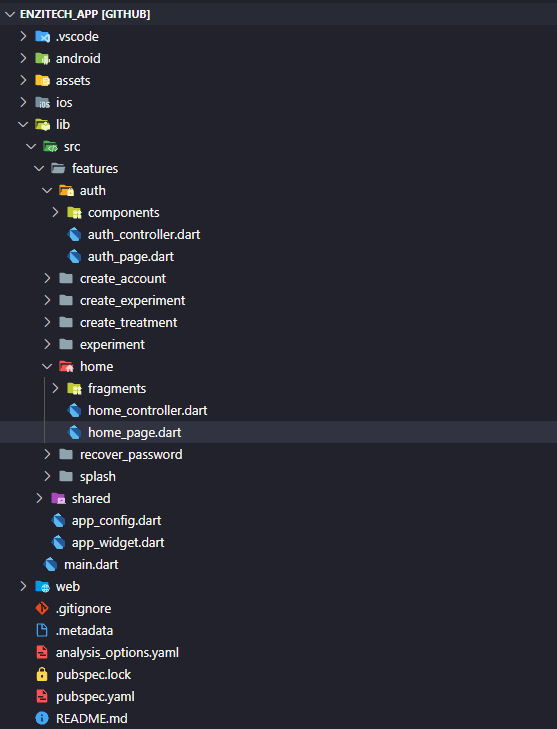 ENZITECH_APP [GITHUB]
.vscode
android
assets
ios
lib
src
features
auth
components
auth_controller.dart
auth_page.dart
create_account
create_experiment
create_treatment
experiment
home
fragments
home_controller.dart
home_page.dart
recover_password
splash
shared
app_config.dart
app_widget.dart
main.dart
web
.gitignore
.metadata
analysis_options.yaml
pubspec.lock
pubspec.yaml
README.md